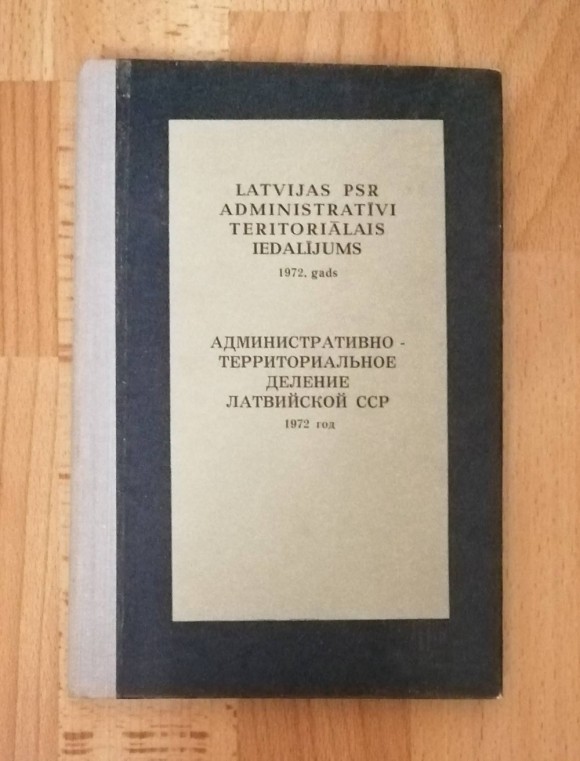 LATVIJAS PSR
ADMINISTRATĪVI
TERITORIĀLAIS
IEDALĪJUMS
1972. gads
АДМИНИСТРАТИВНО -
ТЕРРИТОРИАЛЬНОЕ
ДЕЛЕНИЕ
ЛАТВИЙСКОЙ ССР
1972 год